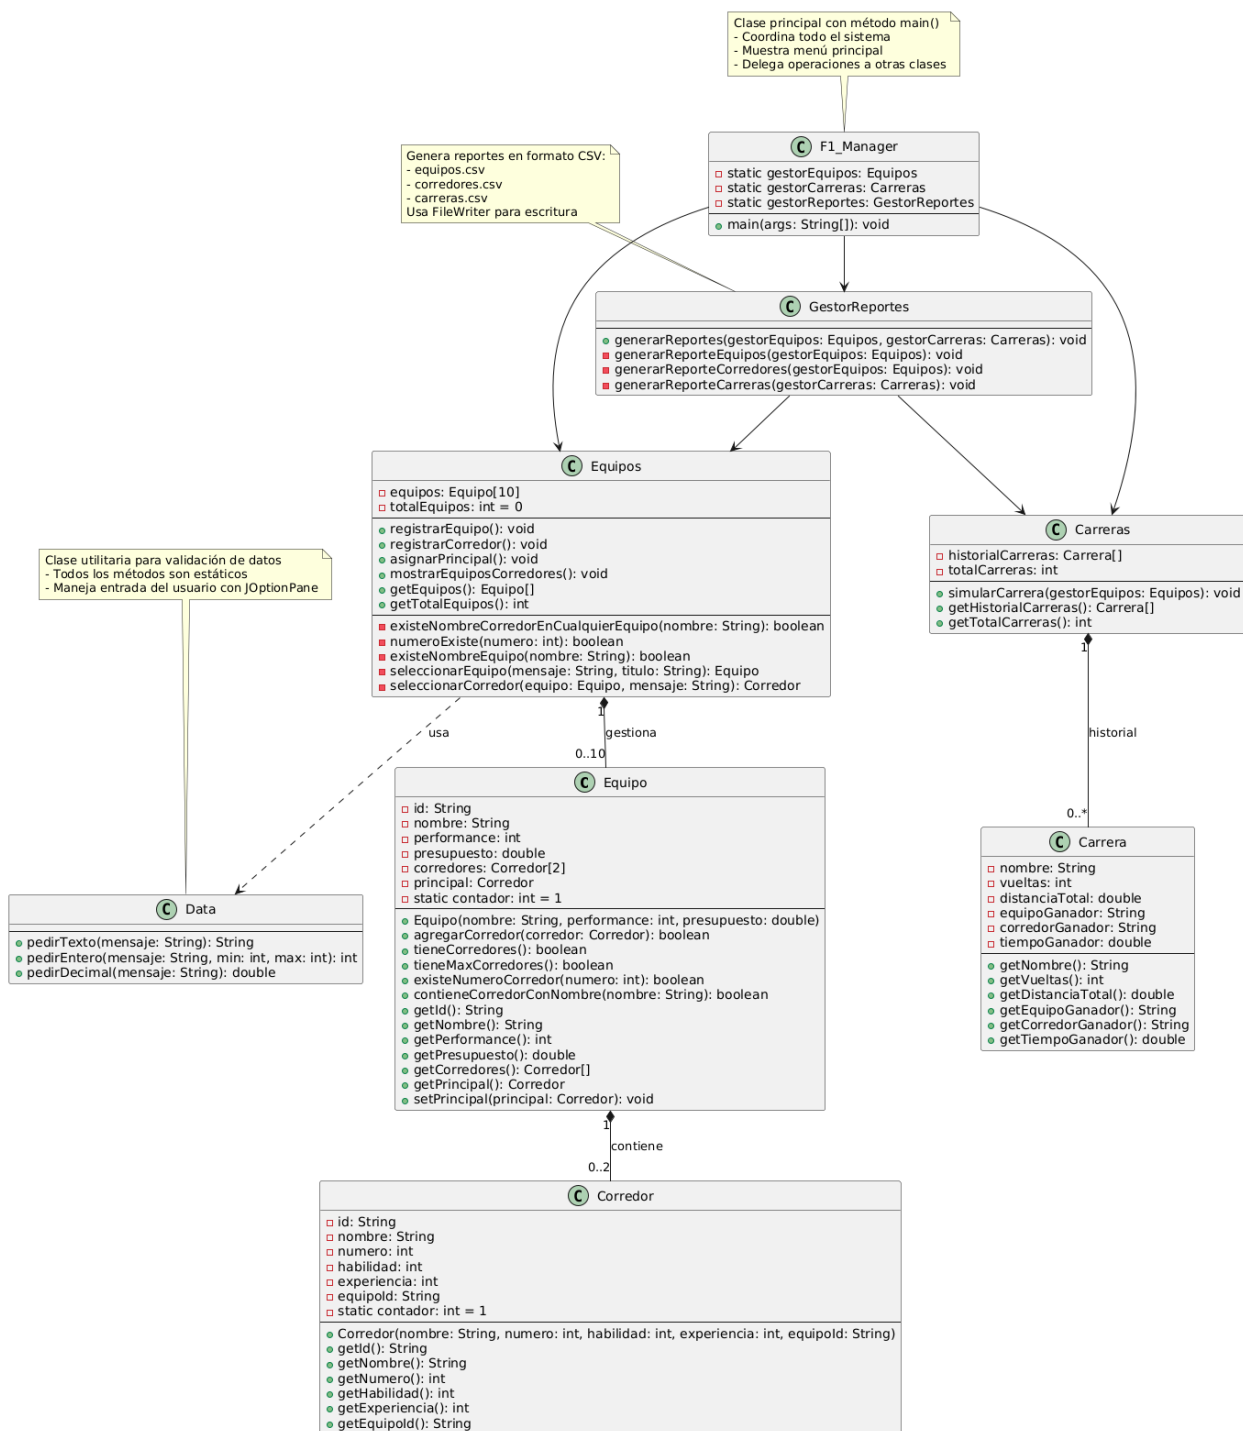 Clase principal con método main()
- Coordina todo el sistema
- Muestra menú principal
- Delega operaciones a otras clases
F1_Manager
static gestorEquipos: Equipos
static gestorCarreras: Carreras
static gestorReportes: GestorReportes
main(args: String[]): void
Genera reportes en formato CSV:
- equipos.csv
- corredores.csv
- carreras.csv
Usa FileWriter para escritura
C GestorReportes
generarReportes(gestorEquipos: Equipos, gestorCarreras: Carreras): void
generarReporteEquipos(gestorEquipos: Equipos): void
generarReporteCorredores(gestorEquipos: Equipos): void
generarReporteCarreras(gestorCarreras: Carreras): void
C Equipos
equipos: Equipo[10]
totalEquipos: int = 0
registrarEquipo(): void
registrarCorredor(): void
asignarPrincipal(): void
mostrarEquiposCorredores(): void
getEquipos(): Equipo[]
getTotalEquipos(): int
existeNombreCorredorEnCualquierEquipo(nombre: String): boolean
numeroExiste(numero: int): boolean
existeNombreEquipo(nombre: String): boolean
seleccionarEquipo(mensaje: String, titulo: String): Equipo
seleccionarCorredor(equipo: Equipo, mensaje: String): Corredor
C Carreras
historialCarreras: Carrera[]
totalCarreras: int
simularCarrera(gestorEquipos: Equipos): void
getHistorialCarreras(): Carrera[]
getTotalCarreras(): int
Clase utilitaria para validación de datos
- Todos los métodos son estáticos
- Maneja entrada del usuario con JOptionPane
usa
1
gestiona
0..10
1
historial
0..*
C Data
pedirTexto(mensaje: String): String
pedirEntero(mensaje: String, min: int, max: int): int
pedirDecimal(mensaje: String): double
C Equipo
id: String
nombre: String
performance: int
presupuesto: double
corredores: Corredor[2]
principal: Corredor
static contador: int = 1
Equipo(nombre: String, performance: int, presupuesto: double)
agregarCorredor(corredor: Corredor): boolean
tieneCorredores(): boolean
tieneMaxCorredores(): boolean
existeNumeroCorredor(numero: int): boolean
contieneCorredorConNombre(nombre: String): boolean
getId(): String
getNombre(): String
getPerformance(): int
getPresupuesto(): double
getCorredores(): Corredor[]
getPrincipal(): Corredor
setPrincipal(principal: Corredor): void
C Carrera
nombre: String
vueltas: int
distanciaTotal: double
equipoGanador: String
corredorGanador: String
tiempoGanador: double
getNombre(): String
getVueltas(): int
getDistanciaTotal(): double
getEquipoGanador(): String
getCorredorGanador(): String
getTiempoGanador(): double
1
contiene
0..2
C Corredor
id: String
nombre: String
numero: int
habilidad: int
experiencia: int
equipoId: String
static contador: int = 1
Corredor(nombre: String, numero: int, habilidad: int, experiencia: int, equipoId: String)
getId(): String
getNombre(): String
getNumero(): int
getHabilidad(): int
getExperiencia(): int
getEquipoId(): String